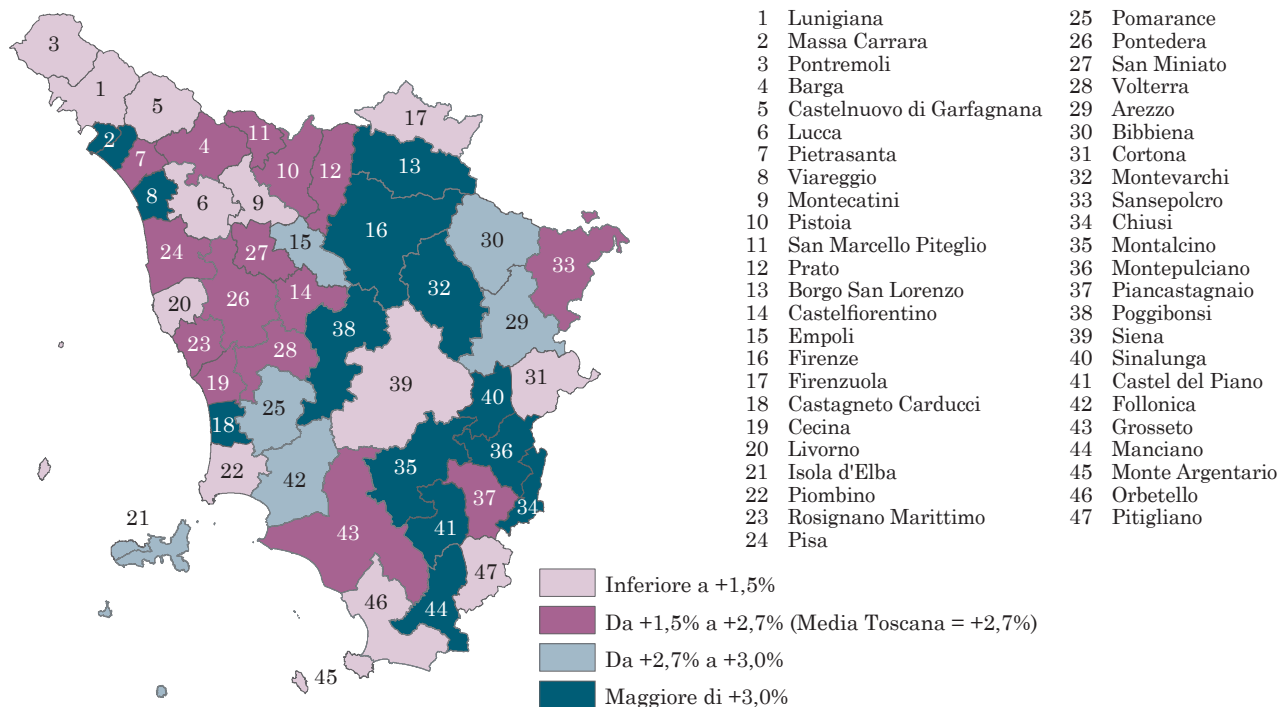 1 Lunigiana
2 Massa Carrara
3 Pontremoli
4 Barga
5 Castelnuovo di Garfagnana
6 Lucca
7 Pietrasanta
8 Viareggio
9 Montecatini
10 Pistoia
11 San Marcello Piteglio
12 Prato
13 Borgo San Lorenzo
14 Castelfiorentino
15 Empoli
16 Firenze
17 Firenzuola
18 Castagneto Carducci
19 Cecina
20 Livorno
21 Isola d'Elba
22 Piombino
23 Rosignano Marittimo
24 Pisa
25 Pomarance
26 Pontedera
27 San Miniato
28 Volterra
29 Arezzo
30 Bibbiena
31 Cortona
32 Montevarchi
33 Sansepolcro
34 Chiusi
35 Montalcino
36 Montepulciano
37 Piancastagnaio
38 Poggibonsi
39 Siena
40 Sinalunga
41 Castel del Piano
42 Follonica
43 Grosseto
44 Manciano
45 Monte Argentario
46 Orbetello
47 Pitigliano
3
1
5
17
2
7
4
11
10
12
13
8
6
9
16
15
30
24
27
33
20
26
14
32
29
38
23
28
19
39
31
18
25
40
22
42
35
36
37
34
21
43
41
47
46
44
45
Inferiore a +1,5%
Da +1,5% a +2,7% (Media Toscana = +2,7%)
Da +2,7% a +3,0%
Maggiore di +3,0%